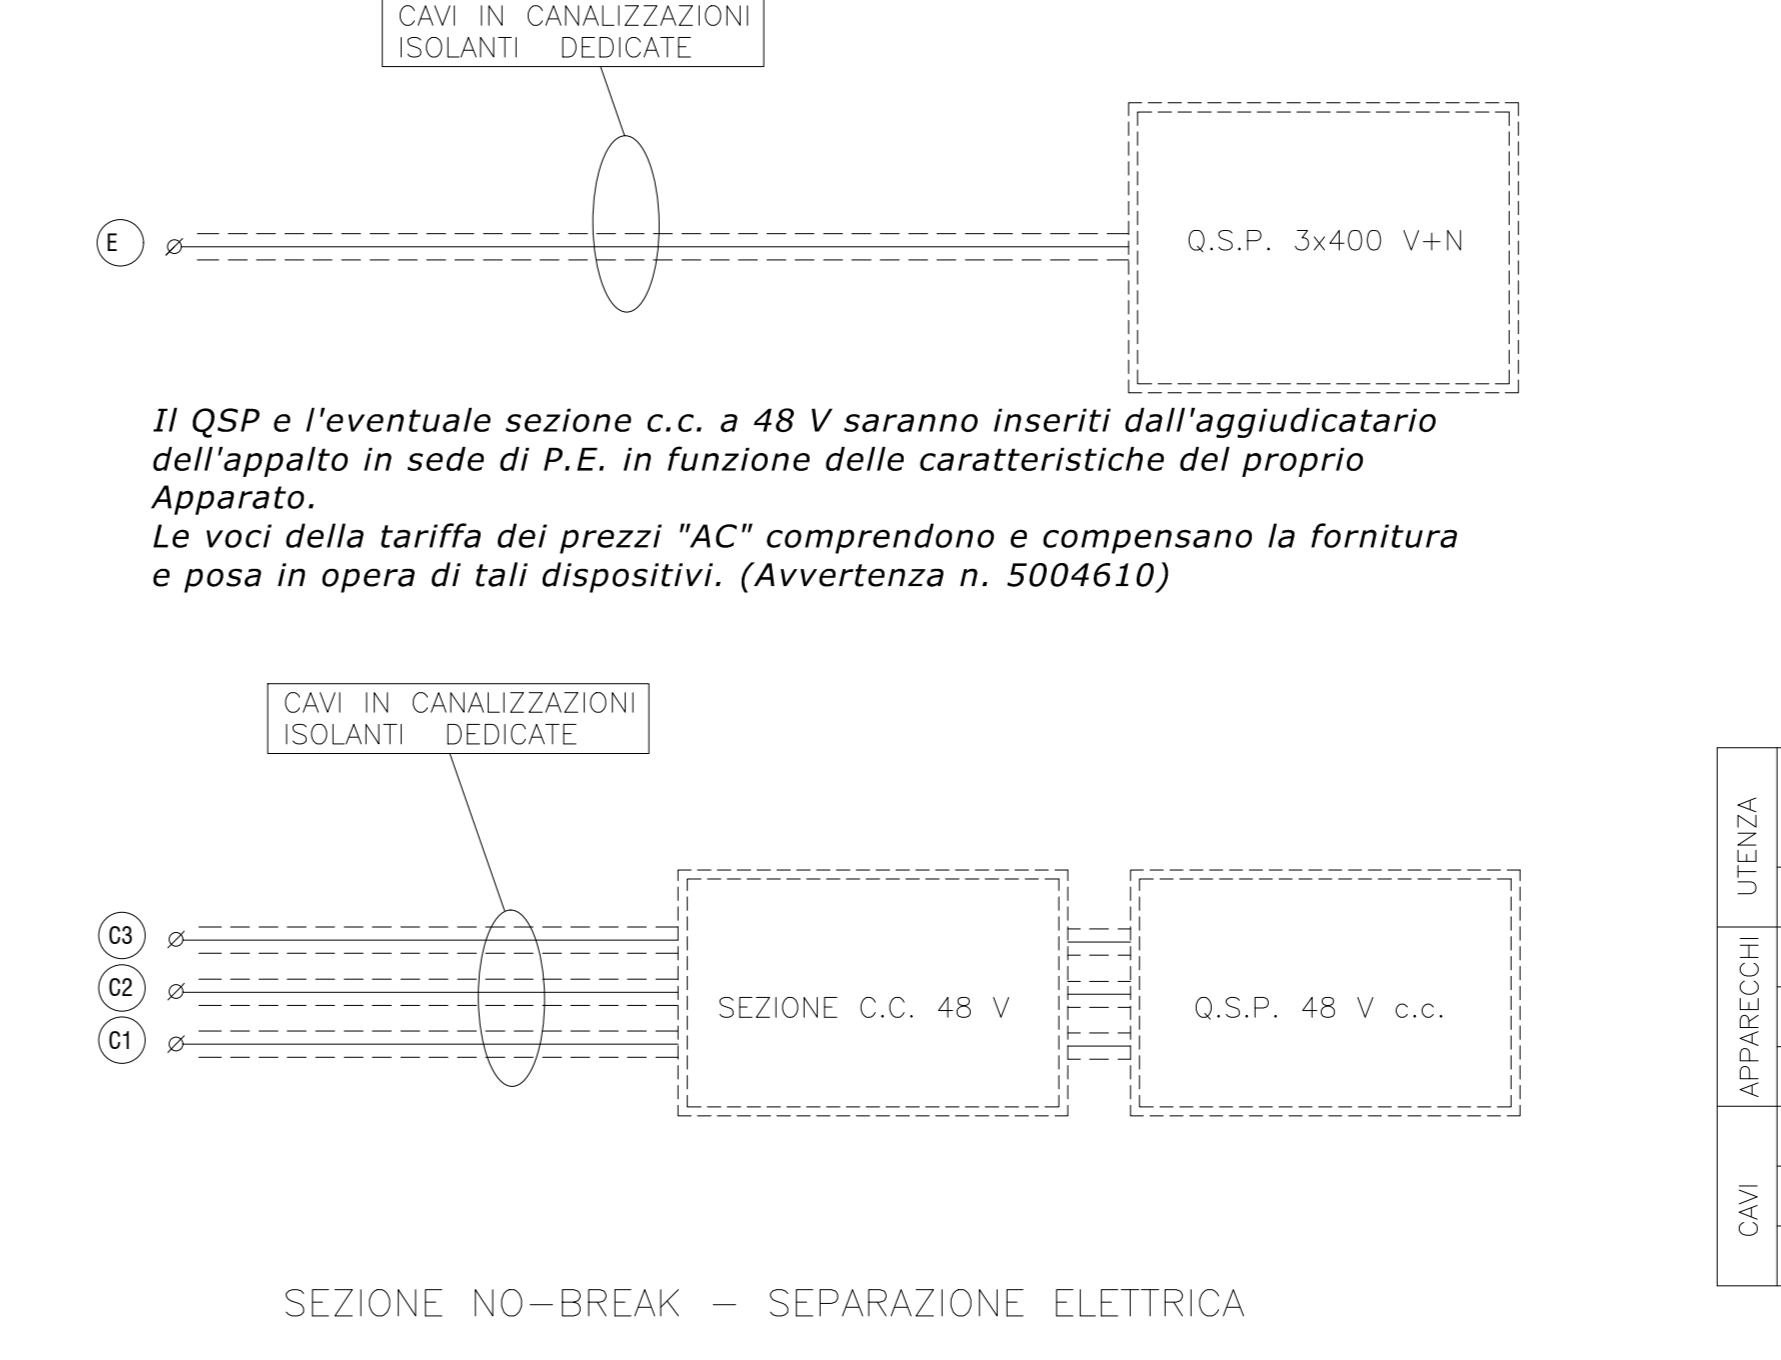 CAVI IN CANALIZZAZIONI
ISOLANTI DEDICATE
E
Q.S.P. 3x400 V+N
Il QSP e l'eventuale sezione c.c. a 48 V saranno inseriti dall'aggiudicatario
dell'appalto in sede di P.E. in funzione delle caratteristiche del proprio
Apparato.
Le voci della tariffa dei prezzi "AC" comprendono e compensano la fornitura
e posa in opera di tali dispositivi. (Avvertenza n. 5004610)
CAVI IN CANALIZZAZIONI
ISOLANTI DEDICATE
C3
C2
C1
SEZIONE C.C. 48 V
Q.S.P. 48 V c.c.
UTENZA
APPARECCHI
CAVI
SEZIONE NO-BREAK - SEPARAZIONE ELETTRICA